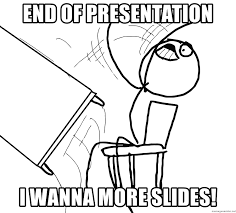 END OF PRESENTATION
I WANNA MORE SLIDES!